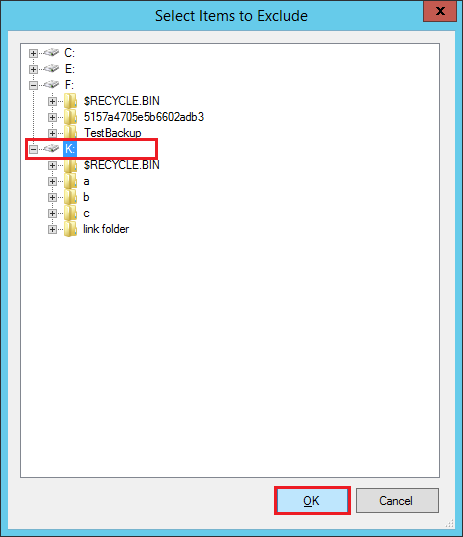 Select Items to Exclude
x
C:
E:
F:
$RECYCLE.BIN
5157a4705e5b6602adb3
TestBackup
K:
$RECYCLE.BIN
a
b
c
link folder
OK
Cancel